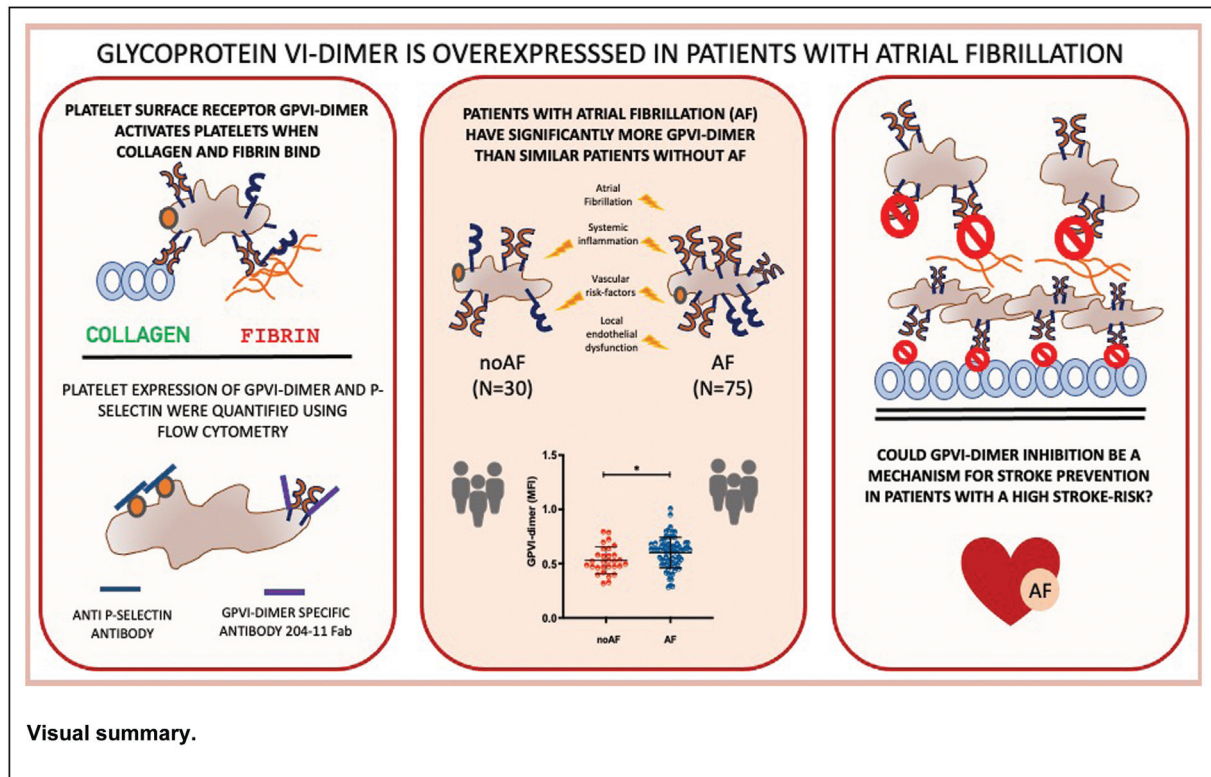 GLYCOPROTEIN VI-DIMER IS OVEREXPRESSSED IN PATIENTS WITH ATRIAL FIBRILLATION
PLATELET SURFACE RECEPTOR GPVI-DIMER
ACTIVATES PLATELETS WHEN
COLLAGEN AND FIBRIN BIND
COLLAGEN
FIBRIN
PLATELET EXPRESSION OF GPVI-DIMER AND P-
SELECTIN WERE QUANTIFIED USING
FLOW CYTOMETRY
ANTI P-SELECTIN
ANTIBODY
GPVI-DIMER SPECIFIC
ANTIBODY 204-11 Fab
PATIENTS WITH ATRIAL FIBRILLATION (AF)
HAVE SIGNIFICANTLY MORE GPVI-DIMER
THAN SIMILAR PATIENTS WITHOUT AF
Atrial
Fibrillation
Systemic
inflammation
Vascular
risk-factors
Local
endothelial
dysfunction
noAF
(N=30)
AF
(N=75)
GPVI-dimer (MFI)
1.5
1.0
0.5
0.0
*
noAF
AF
COULD GPVI-DIMER INHIBITION BE A
MECHANISM FOR STROKE PREVENTION
IN PATIENTS WITH A HIGH STROKE-RISK?
AF
Visual summary.